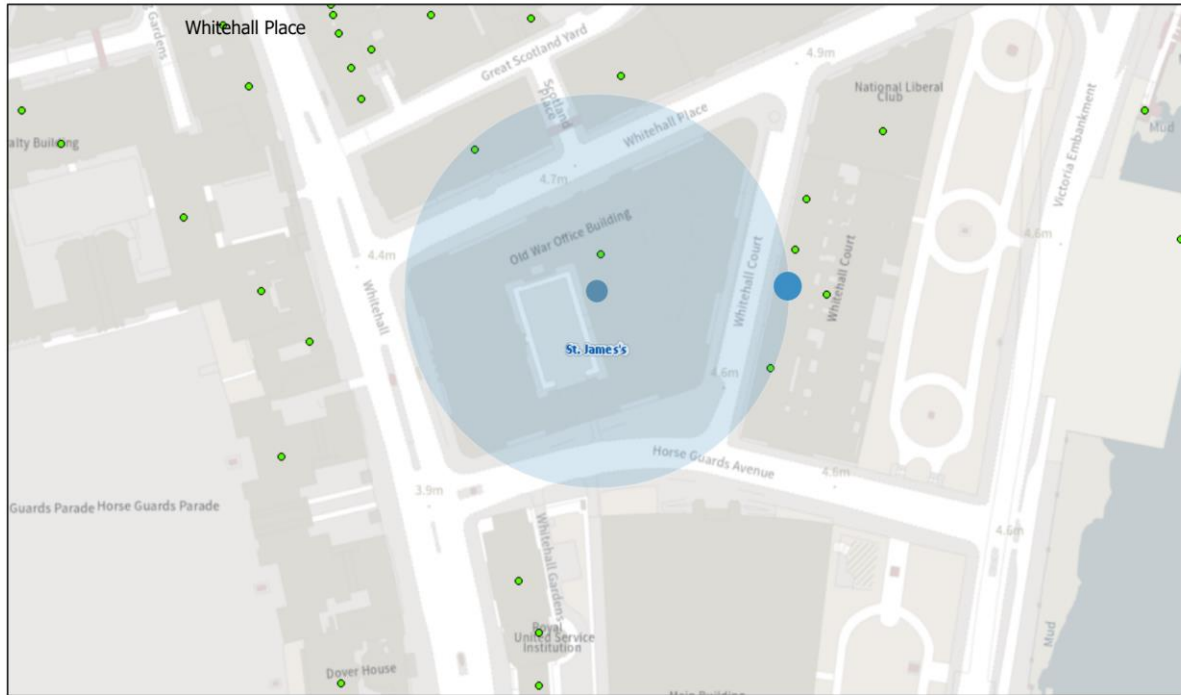 Whitehall Place
Gardens
Great Scotland Yard
Scotland
Place
4.9m
National Liberal
Club
Whitehall Place
Victoria Embankment
Mud
alty Building
4.7m
Old War Office Building
4.6m
4.4m
Whitehall
Whitehall Court
Whitehall Court
St. James's
4.6m
Horse Guards Avenue
4.6m
3.9m
Guards Parade
Horse Guards Parade
4.6m
Whitehall Gardens
Royal
United Service
Institution
Mud
Dover House
Main Building